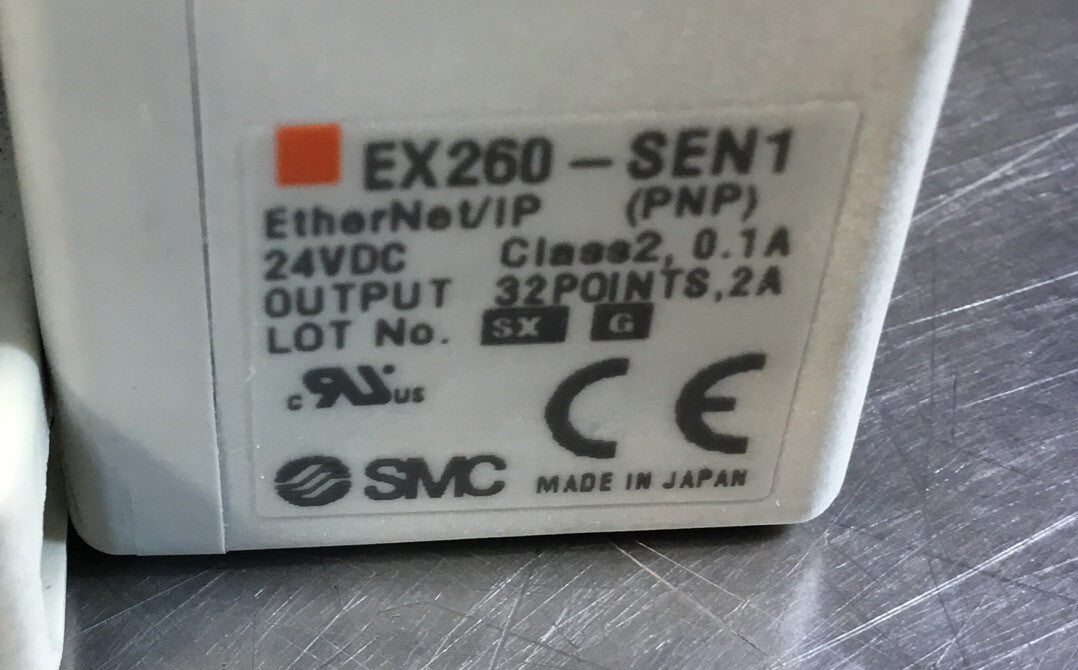 EX260-SEN1
EtherNet/IP (PNP)
24VDC Class2, 0.1A
OUTPUT 32POINTS,2A
LOT No. SX G
c RU us
CE
SMC MADE IN JAPAN